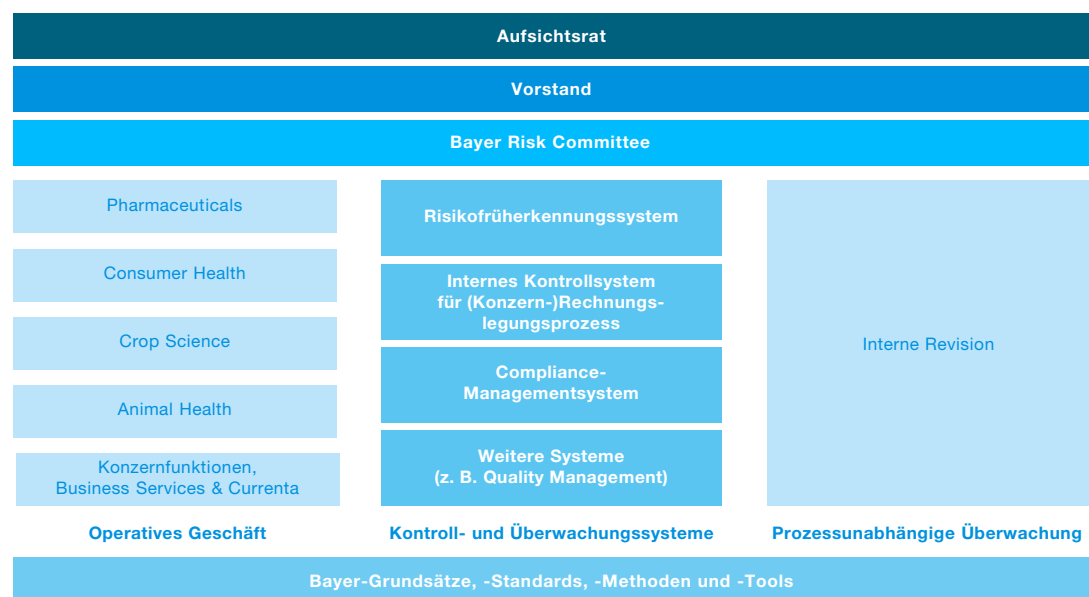 Aufsichtsrat
Vorstand
Bayer Risk Committee
Pharmaceuticals
Consumer Health
Crop Science
Animal Health
Konzernfunktionen,
Business Services & Currenta
Operatives Geschäft
Risikofrüherkennungssystem
Internes Kontrollsystem
für (Konzern-)Rechnungs-
legungsprozess
Compliance-
Managementsystem
Weitere Systeme
(z. B. Quality Management)
Kontroll- und Überwachungssysteme
Interne Revision
Prozessunabhängige Überwachung
Bayer-Grundsätze, -Standards, -Methoden und -Tools